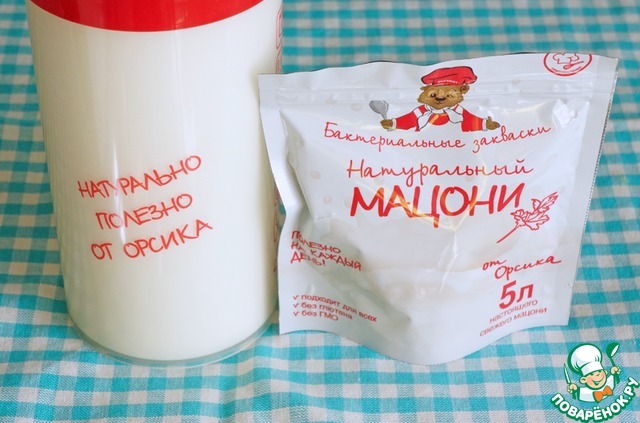 НАТУРАЛЬНО
ПОЛЕЗНО
ОТ ОРСИКА
Бактериальные закваски
Натуральный
МАЦОНИ
ПОЛЕЗНО
НА КАЖДЫЙ
ДЕНЬ!
от Орсика
5л
НАСТОЯЩЕГО
СВЕЖЕГО МАЦОНИ
✓ подходит для всех
✓ без глютена
✓ без ГМО
ПОВАРЁНОК.РУ